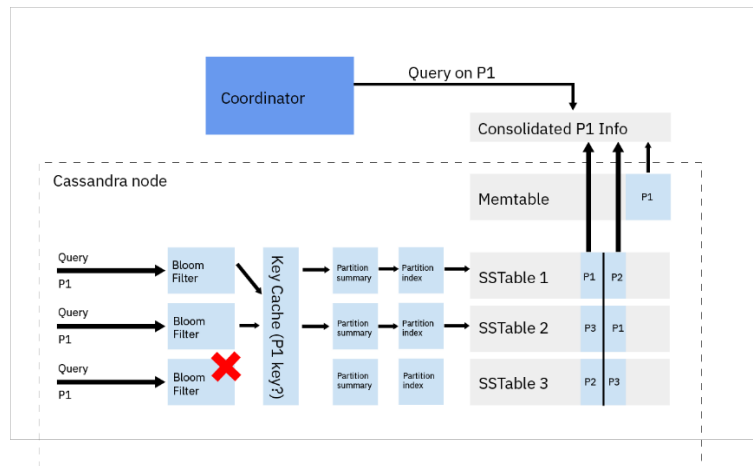 Query on P1
Coordinator
Consolidated P1 Info
Cassandra node
Memtable
P1
Query
P1
Bloom
Filter
Key Cache (P1 key?)
Partition
summary
Partition
index
SSTable 1
P1
P2
Query
P1
Bloom
Filter
Partition
summary
Partition
index
SSTable 2
P3
P1
Query
P1
Bloom
Filter
Partition
summary
Partition
index
SSTable 3
P2
P3